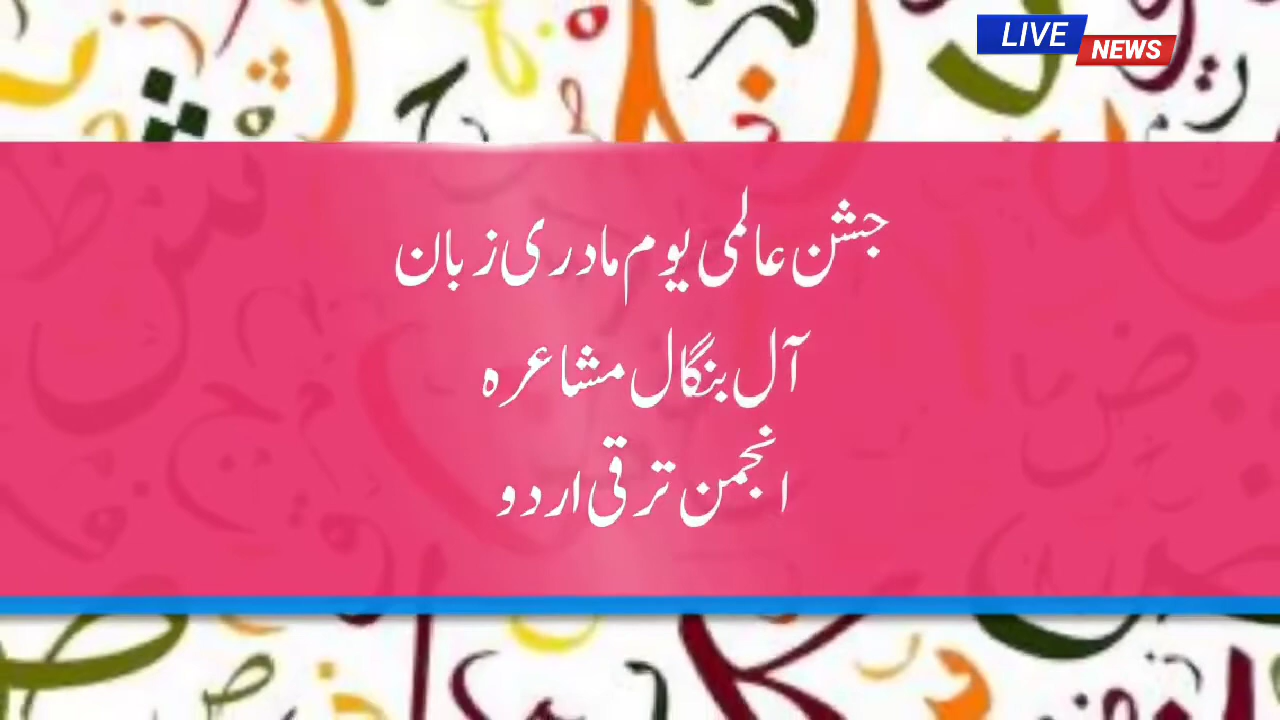 LIVE
NEWS
جشن عالمی یوم مادری زبان
آل بنگال مشاعرہ
انجمن ترقی اردو